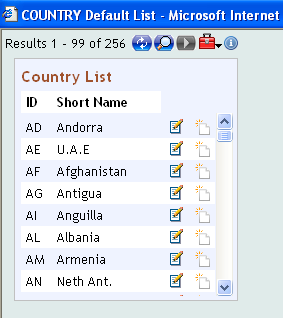 COUNTRY Default List - Microsoft Internet
Results 1 - 99 of 256
Country List
ID Short Name
AD Andorra
AE U.A.E
AF Afghanistan
AG Antigua
AI Anguilla
AL Albania
AM Armenia
AN Neth Ant.